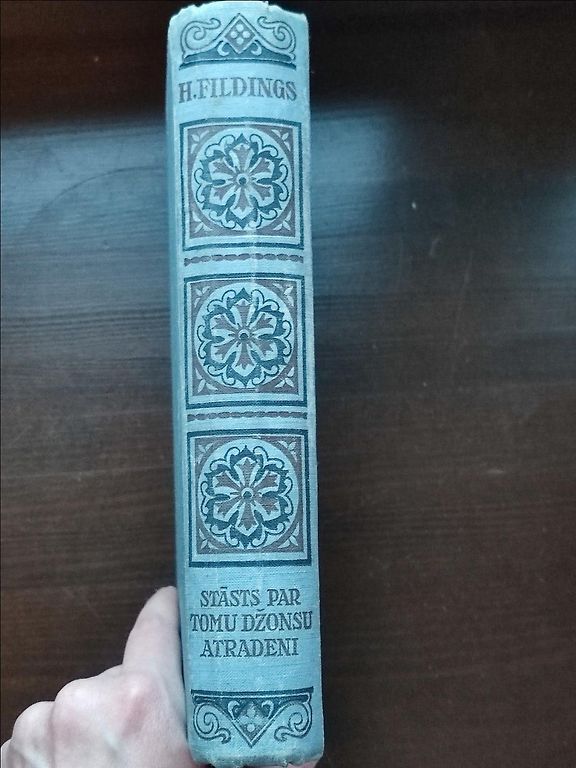 H.FILDINGS
STĀSTS PAR
TOMU DŽONSU
ATRADENI